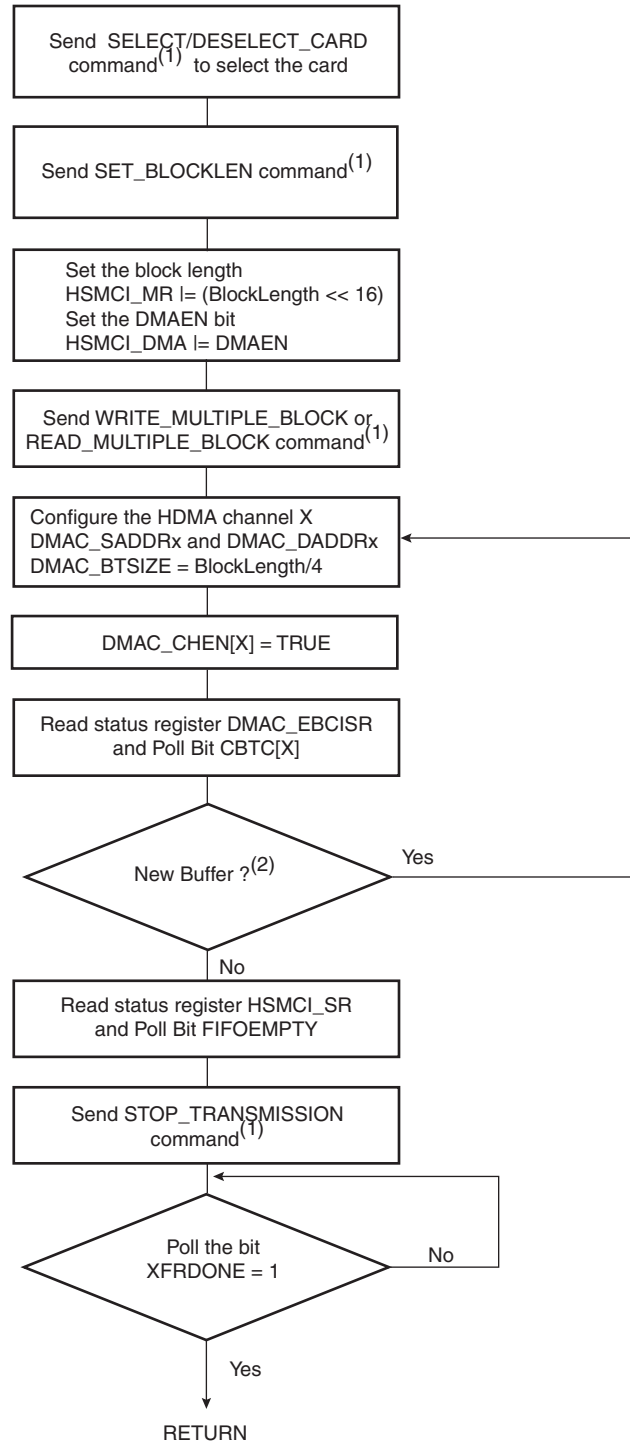 Send SELECT/DESELECT_CARD
command(1) to select the card
Send SET_BLOCKLEN command(1)
Set the block length
HSMCI_MR |= (BlockLength << 16)
Set the DMAEN bit
HSMCI_DMA |= DMAEN
Send WRITE_MULTIPLE_BLOCK or
READ_MULTIPLE_BLOCK command(1)
Configure the HDMA channel X
DMAC_SADDRx and DMAC_DADDRx
DMAC_BTSIZE = BlockLength/4
DMAC_CHEN[X] = TRUE
Read status register DMAC_EBCISR
and Poll Bit CBTC[X]
New Buffer ?(2)
Yes
No
Read status register HSMCI_SR
and Poll Bit FIFOEMPTY
Send STOP_TRANSMISSION
command(1)
Poll the bit
XFRDONE = 1
No
Yes
RETURN